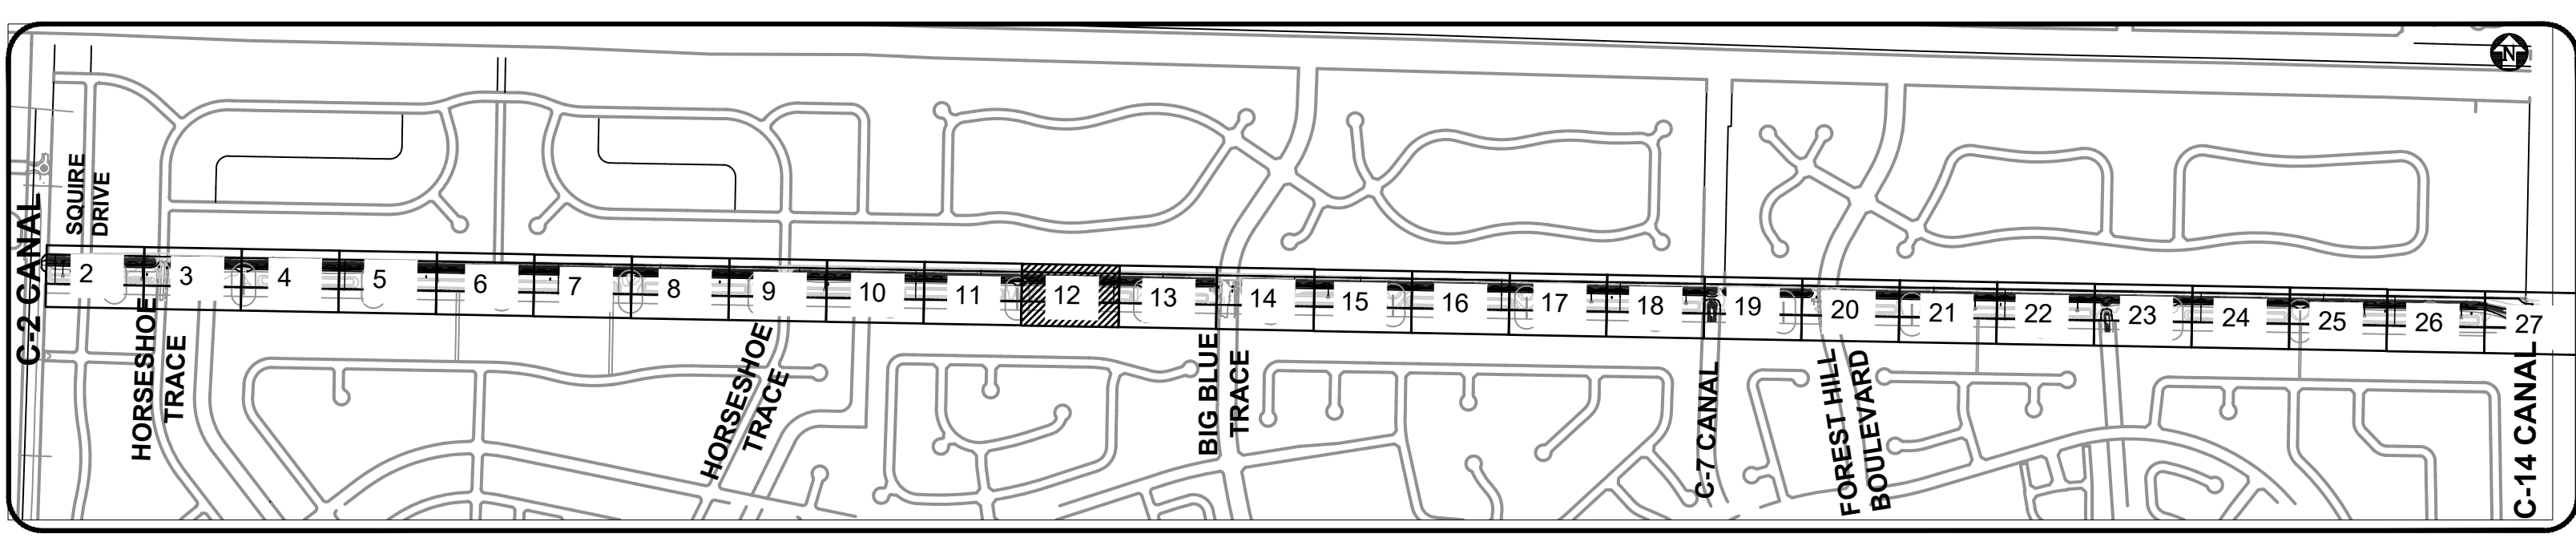 N
SQUIRE
DRIVE
C-2 CANAL
2
3
4
5
6
7
8
9
10
11
12
13
14
15
16
17
18
19
20
21
22
23
24
25
26
27
HORSESHOE
TRACE
HORSESHOE
TRACE
BIG BLUE
TRACE
C-7 CANAL
FOREST HILL
BOULEVARD
C-14 CANAL